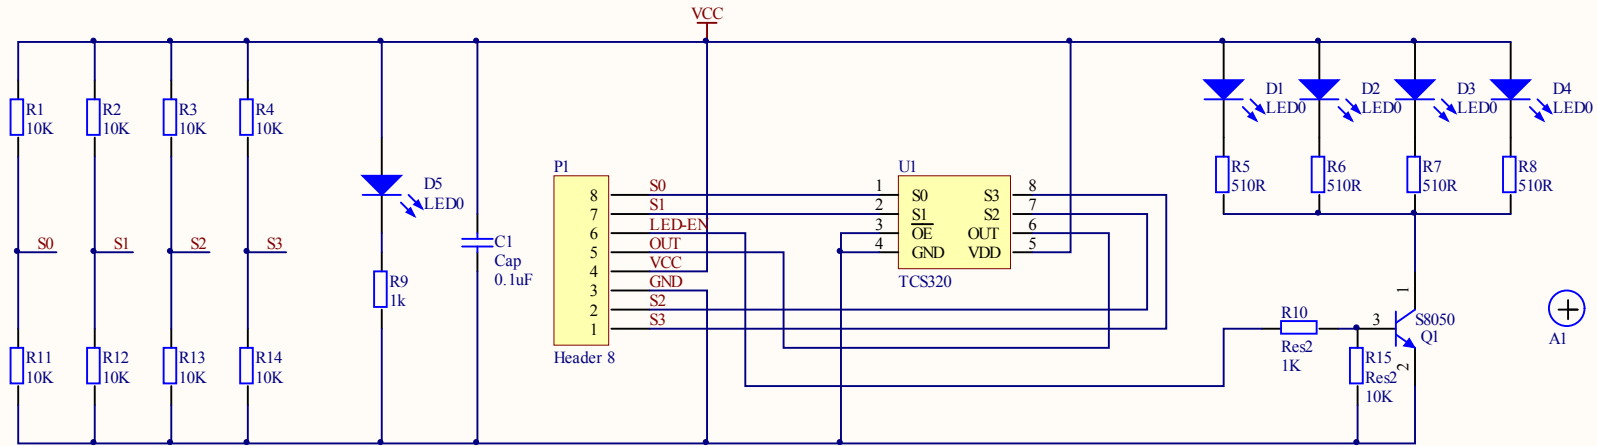 VCC
R1
10K
R2
10K
R3
10K
R4
10K
D1
LED0
D2
LED0
D3
LED0
D4
LED0
R5
510R
R6
510R
R7
510R
R8
510R
D5
LED0
P1
8 S0
7 S1
6 LED-EN
5 OUT
4 VCC
3 GND
2 S2
1 S3
Header 8
U1
1 S0 S3 8
2 S1 S2 7
3 OE OUT 6
4 GND VDD 5
TCS320
S0
S1
S2
S3
C1
Cap
0.1uF
R9
1k
R10
Res2
1K
1
3
2
S8050
Q1
A1
R11
10K
R12
10K
R13
10K
R14
10K
R15
Res2
10K